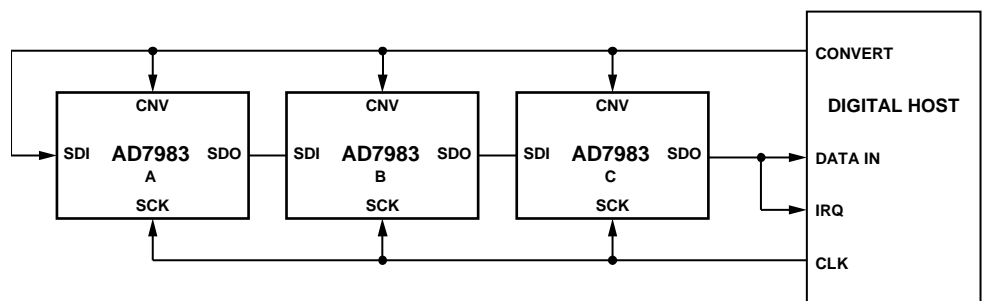 CONVERT
CNV CNV CNV
DIGITAL HOST
SDI AD7983 SDO SDI AD7983 SDO SDI AD7983 SDO DATA IN
A B C
SCK SCK SCK
IRQ
CLK